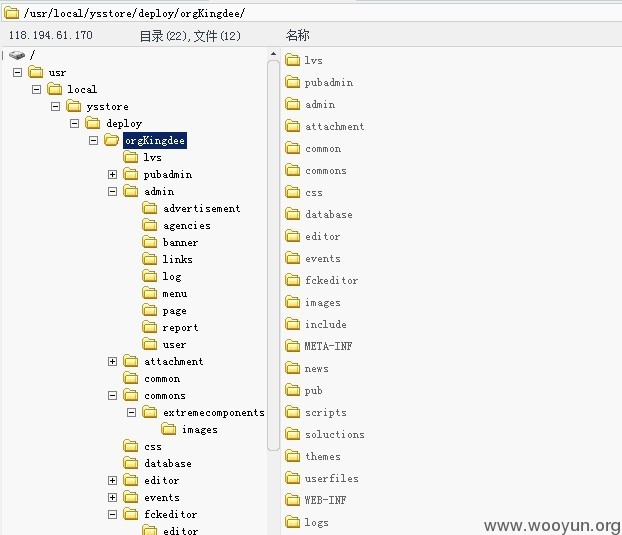 /usr/local/ysstore/deploy/orgKingdee/
118.194.61.170
目录(22),文件(12)
名称
/
usr
local
ysstore
deploy
orgKingdee
lvs
pubadmin
admin
advertisement
agencies
banner
links
log
menu
page
report
user
attachment
common
commons
extremecomponents
images
css
database
editor
events
fckeditor
editor
lvs
pubadmin
admin
attachment
common
commons
css
database
editor
events
fckeditor
images
include
META-INF
news
pub
scripts
soluctions
themes
userfiles
WEB-INF
logs
www.wooyun.org